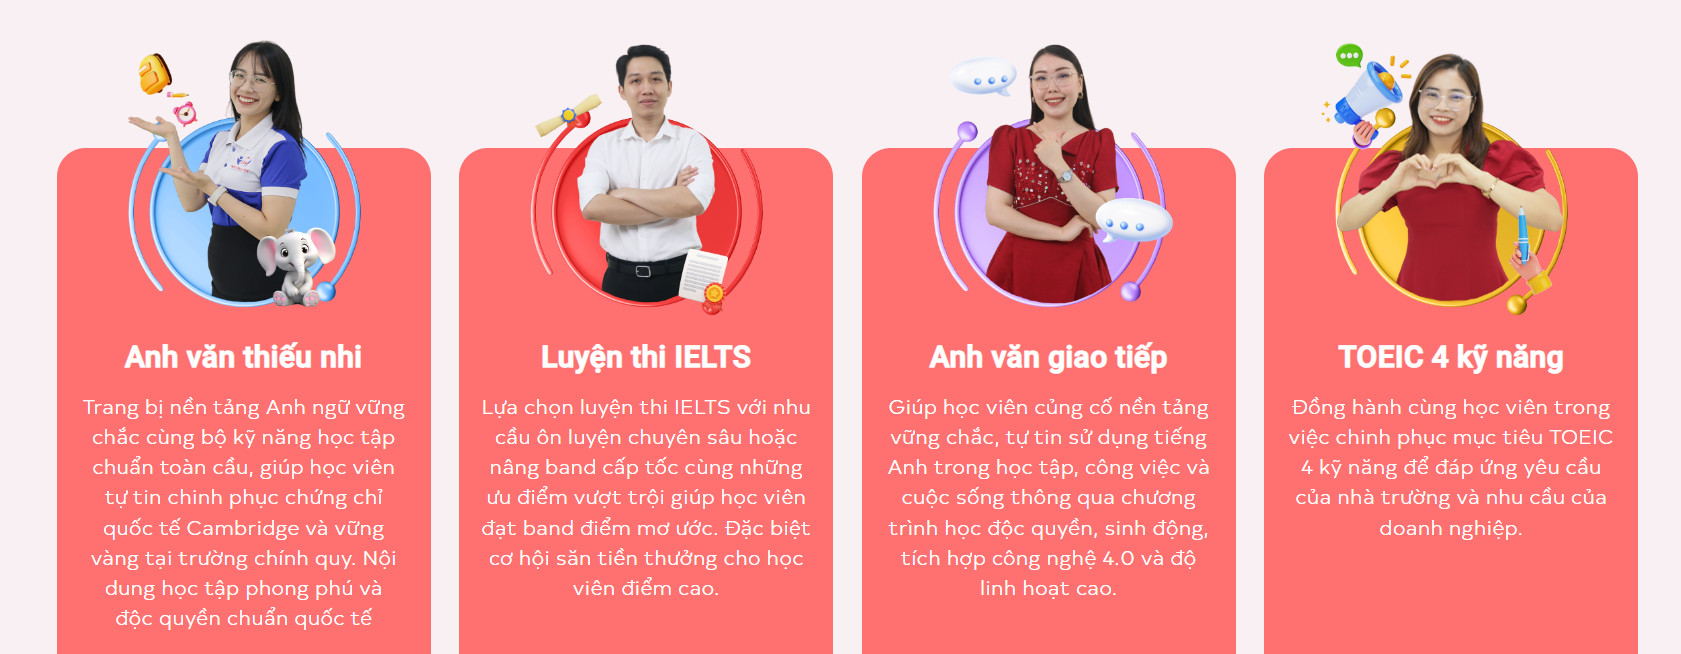 Anh văn thiếu nhi
Trang bị nền tảng Anh ngữ vững
chắc cùng bộ kỹ năng học tập
chuẩn toàn cầu, giúp học viên
tự tin chinh phục chứng chỉ
quốc tế Cambridge và vững
vàng tại trường chính quy. Nội
dung học tập phong phú và
độc quyền chuẩn quốc tế
Luyện thi IELTS
Lựa chọn luyện thi IELTS với nhu
cầu ôn luyện chuyên sâu hoặc
nâng band cấp tốc cùng những
ưu điểm vượt trội giúp học viên
đạt band điểm mơ ước. Đặc biệt
cơ hội săn tiền thưởng cho học
viên điểm cao.
Anh văn giao tiếp
Giúp học viên củng cố nền tảng
vững chắc, tự tin sử dụng tiếng
Anh trong học tập, công việc và
cuộc sống thông qua chương
trình học độc quyền, sinh động,
tích hợp công nghệ 4.0 và độ
linh hoạt cao.
TOEIC 4 kỹ năng
Đồng hành cùng học viên trong
việc chinh phục mục tiêu TOEIC
4 kỹ năng để đáp ứng yêu cầu
của nhà trường và nhu cầu của
doanh nghiệp.